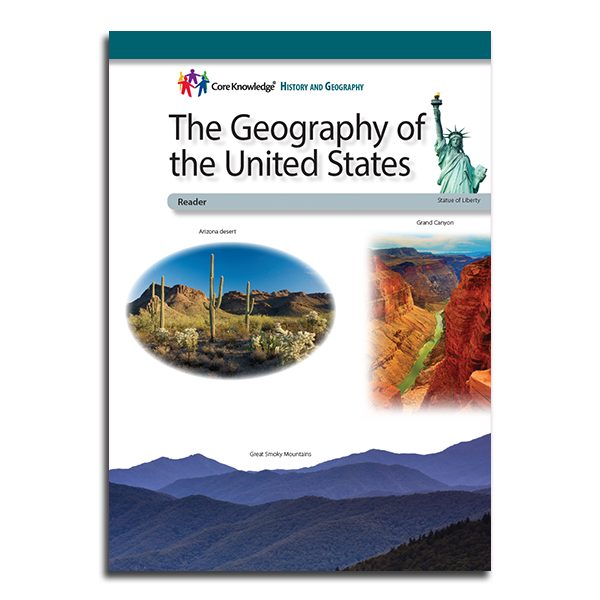 Core Knowledge® HISTORY AND GEOGRAPHY
The Geography of
the United States
Reader
Statue of Liberty
Grand Canyon
Arizona desert
Great Smoky Mountains